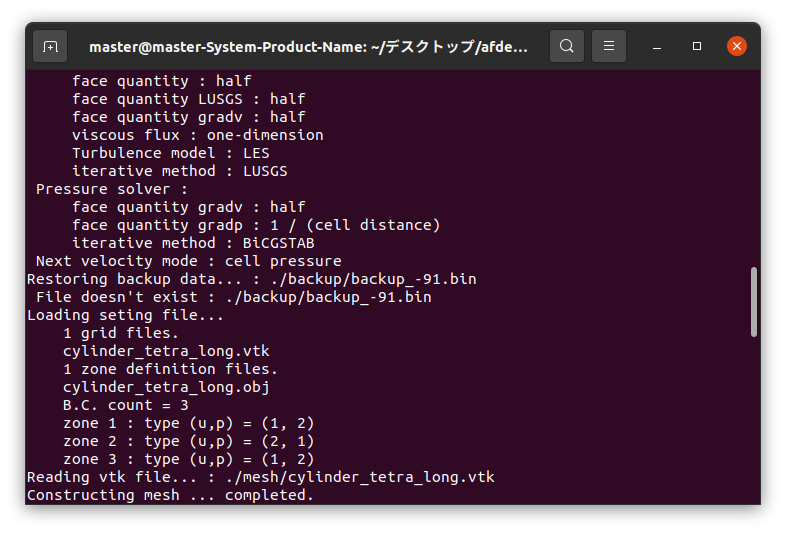 master@master-System-Product-Name: ~/デスクトップ/afde...
face quantity : half
face quantity LUSGS : half
face quantity gradv : half
viscous flux : one-dimension
Turbulence model : LES
iterative method : LUSGS
Pressure solver :
face quantity gradv : half
face quantity gradp : 1 / (cell distance)
iterative method : BiCGSTAB
Next velocity mode : cell pressure
Restoring backup data... : ./backup/backup_-91.bin
File doesn't exist : ./backup/backup_-91.bin
Loading seting file...
1 grid files.
cylinder_tetra_long.vtk
1 zone definition files.
cylinder_tetra_long.obj
B.C. count = 3
zone 1 : type (u,p) = (1, 2)
zone 2 : type (u,p) = (2, 1)
zone 3 : type (u,p) = (1, 2)
Reading vtk file... : ./mesh/cylinder_tetra_long.vtk
Constructing mesh ... completed.